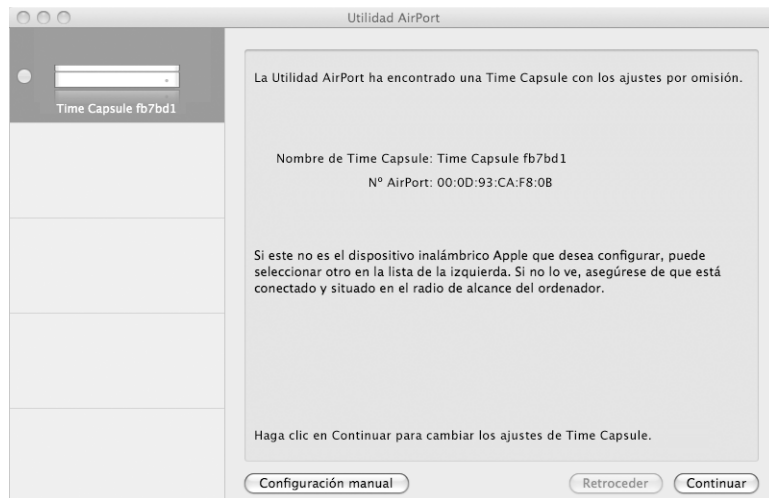 Utilidad AirPort
Time Capsule fb7bd1
La Utilidad AirPort ha encontrado una Time Capsule con los ajustes por omisión.
Nombre de Time Capsule: Time Capsule fb7bd1
Nº AirPort: 00:0D:93:CA:F8:0B
Si este no es el dispositivo inalámbrico Apple que desea configurar, puede
seleccionar otro en la lista de la izquierda. Si no lo ve, asegúrese de que está
conectado y situado en el radio de alcance del ordenador.
Haga clic en Continuar para cambiar los ajustes de Time Capsule.
Configuración manual
Retroceder
Continuar